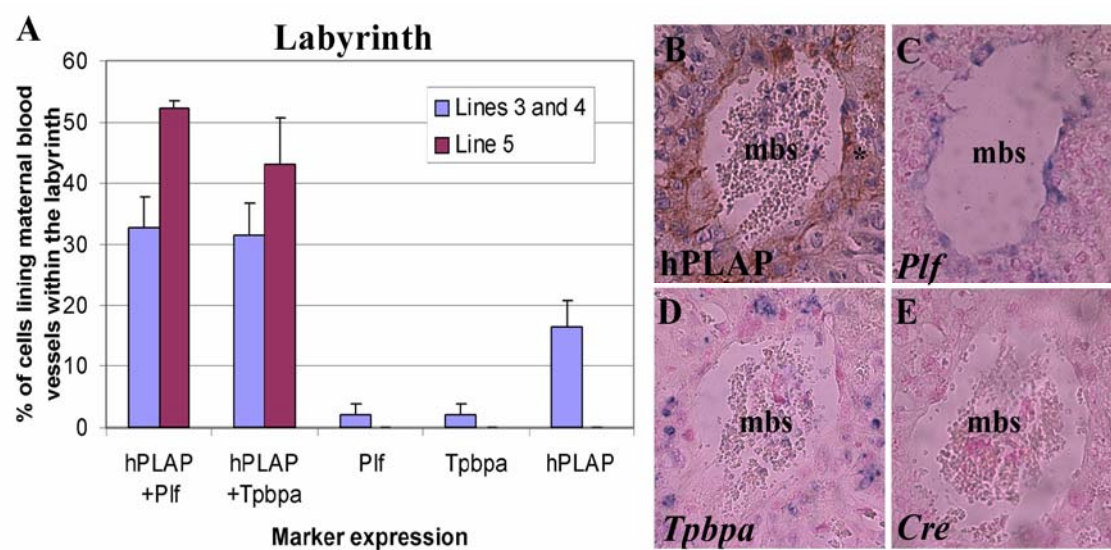 A
Labyrinth
% of cells lining maternal blood
vessels within the labyrinth
60
50
40
30
20
10
0
Lines 3 and 4
Line 5
hPLAP
+Plf
hPLAP
+Tpbpa
Plf
Tpbpa
hPLAP
Marker expression
B
mbs
*
hPLAP
C
mbs
Plf
D
mbs
Tpbpa
E
mbs
Cre